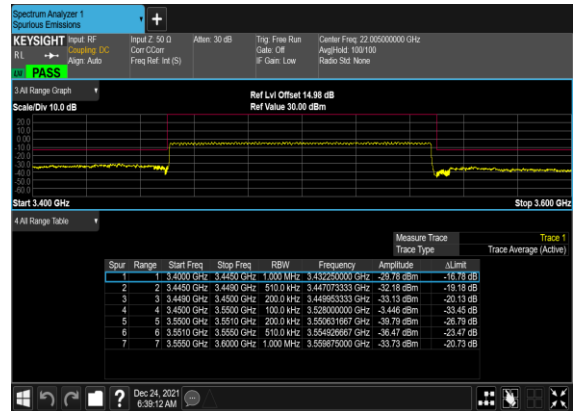 Spectrum Analyzer 1
Spurious Emissions
+
KEYSIGHT Input: RF Input Z: 50 Ω Atten: 30 dB Trig: Free Run Center Freq: 22.005000000 GHz
RL Coupling: DC Corr CCorr Gate: Off Avg|Hold: 100/100
Align: Auto Freq Ref: Int (S) IF Gain: Low Radio Std: None
PASS
3 All Range Graph
Ref Lvl Offset 14.98 dB
Scale/Div 10.0 dB Ref Value 30.00 dBm
20.0
10.0
0.00
-10.0
-20.0
-30.0
-40.0
-50.0
-60.0
Start 3.400 GHz Stop 3.600 GHz
4 All Range Table
Measure Trace Trace 1
Trace Type Trace Average (Active)
Spur Range Start Freq Stop Freq RBW Frequency Amplitude ΔLimit
1 1 3.4000 GHz 3.4450 GHz 1.000 MHz 3.432250000 GHz -29.78 dBm -16.78 dB
2 2 3.4450 GHz 3.4490 GHz 510.0 kHz 3.447073333 GHz -32.18 dBm -19.18 dB
3 3 3.4490 GHz 3.4500 GHz 200.0 kHz 3.449953333 GHz -33.13 dBm -20.13 dB
4 4 3.4500 GHz 3.5500 GHz 100.0 kHz 3.528000000 GHz -3.446 dBm -33.45 dB
5 5 3.5500 GHz 3.5510 GHz 200.0 kHz 3.550631667 GHz -39.79 dBm -26.79 dB
6 6 3.5510 GHz 3.5550 GHz 510.0 kHz 3.554926667 GHz -36.47 dBm -23.47 dB
7 7 3.5550 GHz 3.6000 GHz 1.000 MHz 3.559875000 GHz -33.73 dBm -20.73 dB
? Dec 24, 2021
6:39:12 AM